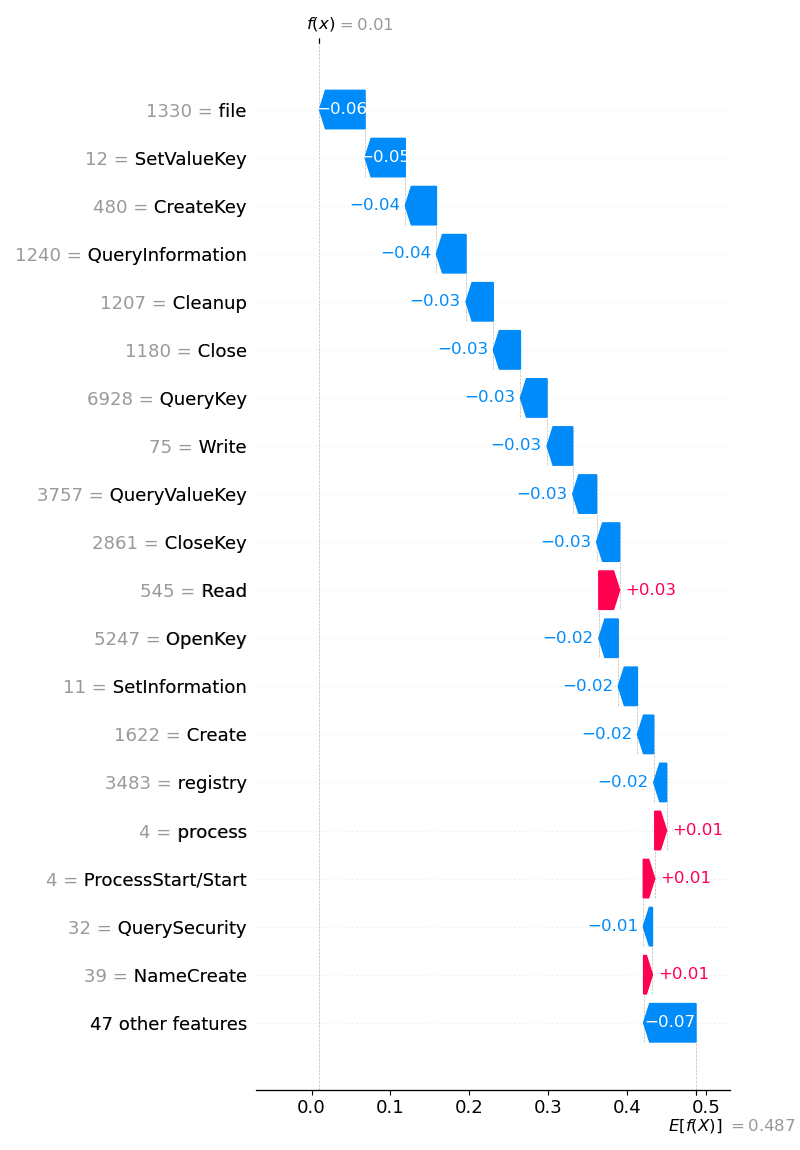 f(x) = 0.01
1330 = file −0.06
12 = SetValueKey −0.05
480 = CreateKey −0.04
1240 = QueryInformation −0.04
1207 = Cleanup −0.03
1180 = Close −0.03
6928 = QueryKey −0.03
75 = Write −0.03
3757 = QueryValueKey −0.03
2861 = CloseKey −0.03
545 = Read +0.03
5247 = OpenKey −0.02
11 = SetInformation −0.02
1622 = Create −0.02
3483 = registry −0.02
4 = process +0.01
4 = ProcessStart/Start +0.01
32 = QuerySecurity −0.01
39 = NameCreate +0.01
47 other features −0.07
0.0 0.1 0.2 0.3 0.4 0.5
E[f(X)] = 0.487